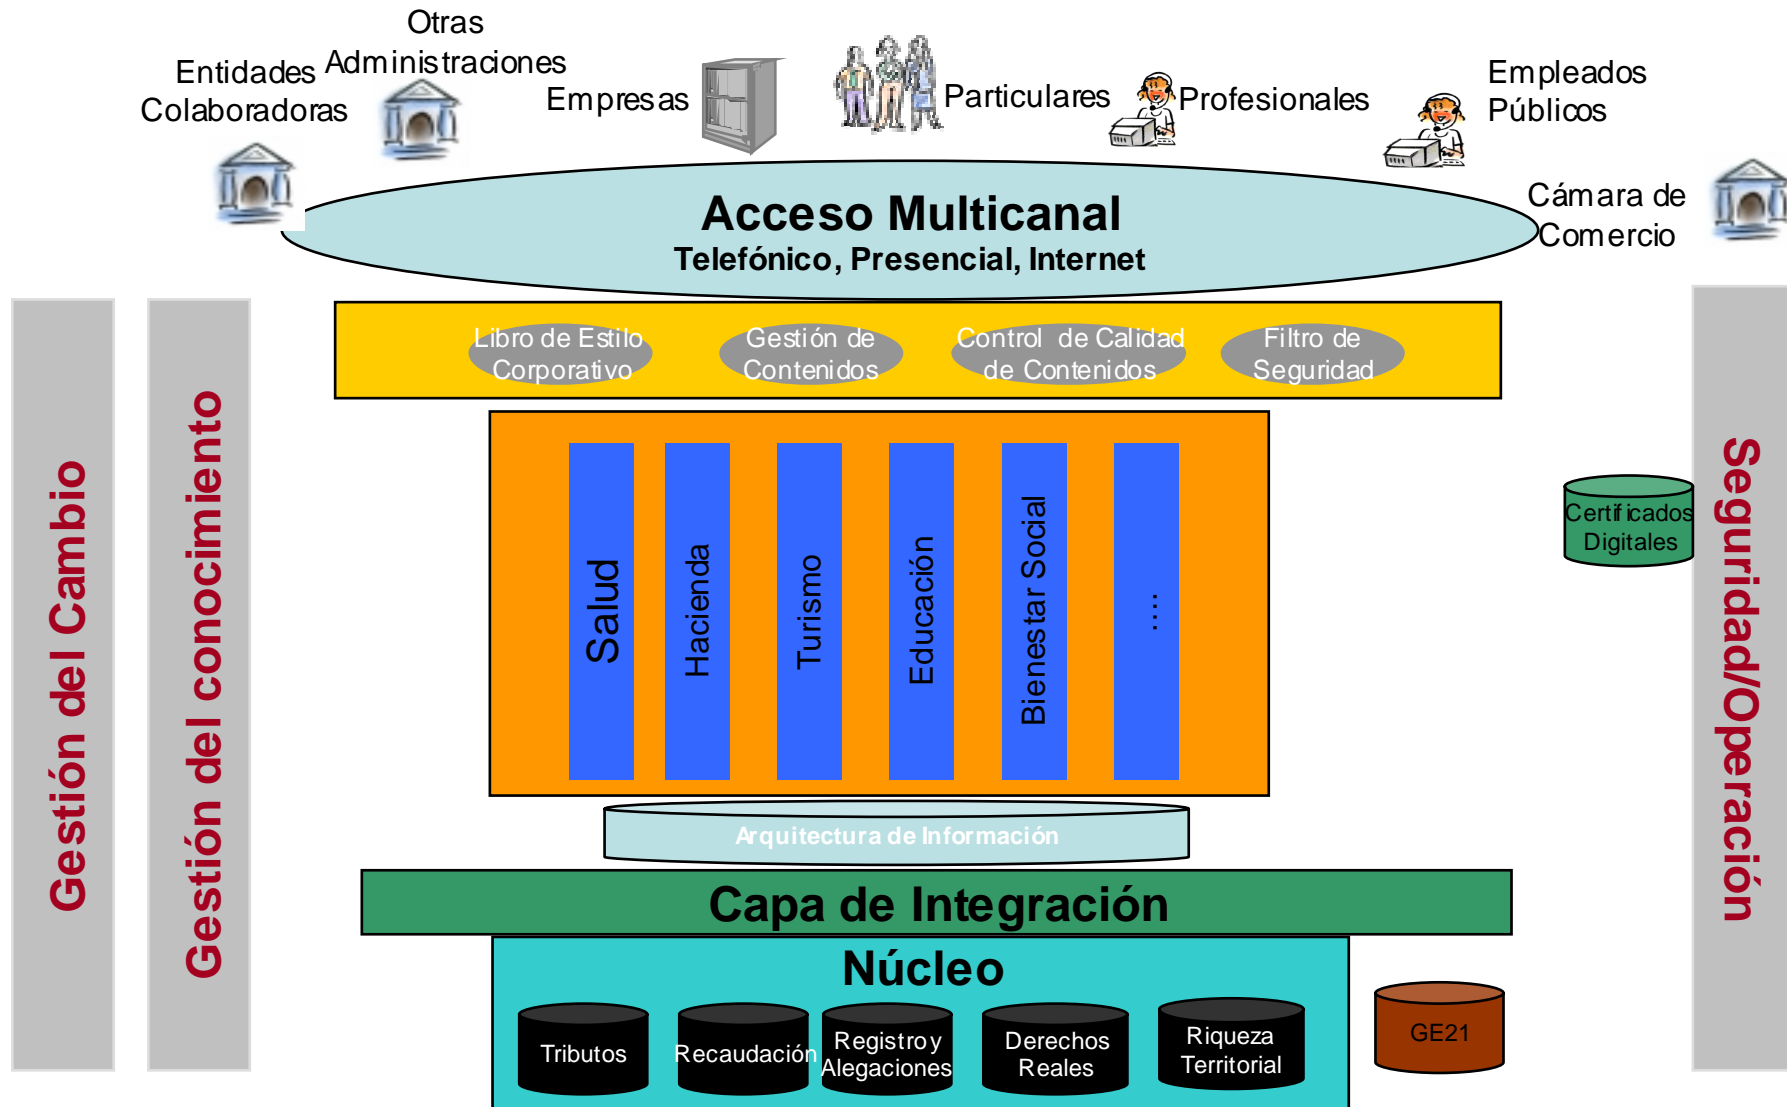 Otras
Administraciones
Entidades
Colaboradoras
Empresas
Particulares
Profesionales
Empleados
Públicos
Cámara de
Comercio
Acceso Multicanal
Telefónico, Presencial, Internet
Libro de Estilo
Corporativo
Gestión de
Contenidos
Control de Calidad
de Contenidos
Filtro de
Seguridad
Gestión del Cambio
Gestión del conocimiento
Salud
Hacienda
Turismo
Educación
Bienestar Social
....
Certificados
Digitales
Seguridad/Operación
Arquitectura de Información
Capa de Integración
Núcleo
Tributos
Recaudación
Registro y
Alegaciones
Derechos
Reales
Riqueza
Territorial
GE21